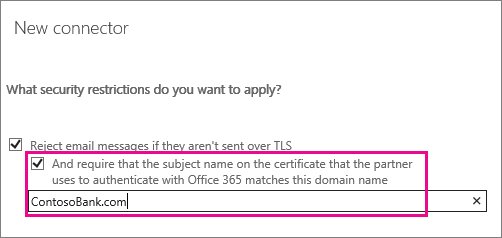 New connector
What security restrictions do you want to apply?
Reject email messages if they aren't sent over TLS
And require that the subject name on the certificate that the partner
uses to authenticate with Office 365 matches this domain name
ContosoBank.com